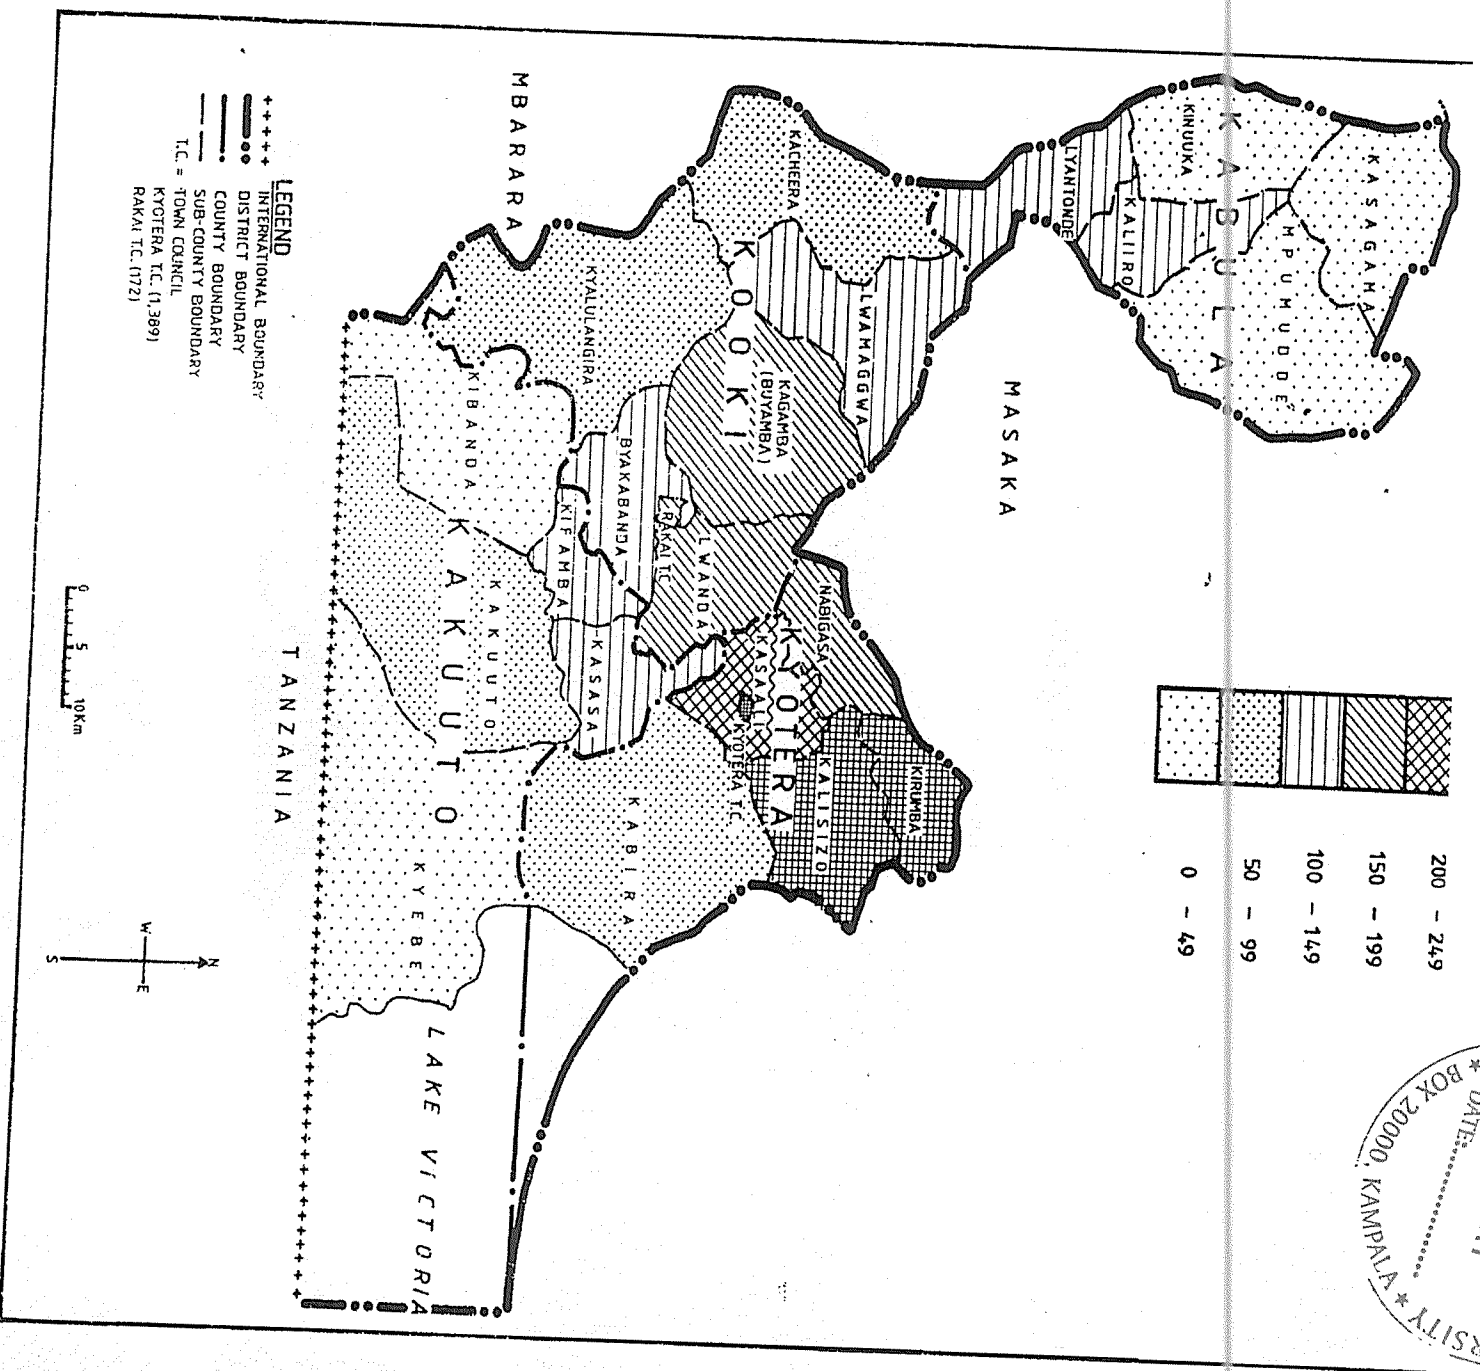 200 - 249
150 - 199
100 - 149
50 - 99
0 - 49
KABULA
KASAGAMA
KINUUKA
MPUMUDDE
KALIIRO
LYANTONDE
MASAKA
MBARARA
KACHEERA
LWAMAGGWA
KOOKI
KAGAMBA
(BUYAMBA)
KYALULANGIRA
BYAKABANDA
RAKAI T.C
LWANDA
NABIGASA
KYOTERA
KASAALI
KYOTERA T.C.
KALISIZO
KIRUMBA
KABIRA
KIFAMBA
KASASA
KIBANDA
KAKUUTO
KAKUUTO
KYEBE
LAKE VICTORIA
TANZANIA
LEGEND
INTERNATIONAL BOUNDARY
DISTRICT BOUNDARY
COUNTY BOUNDARY
SUB-COUNTY BOUNDARY
T.C. = TOWN COUNCIL
KYOTERA T.C. (1,389)
RAKAI T.C. (172)
0 5 10Km
N
W
E
S
* DATE:
* BOX 20000, KAMPALA *